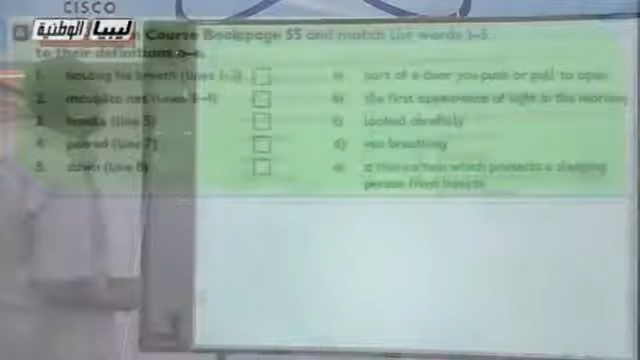 CISCO
ليبيا الوطنية
Course Book page 55 and match the words 1-5
to their definitions a-e.
1. holding his breath (Lines 1-2)
a) part of a door you push or pull to open
2. mosquito net (Lines 3-4)
b) the first appearance of light in the morning
3. handle (Line 5)
c) looked carefully
4. peered (Line 7)
d) not breathing
5. dawn (Line 8)
e) a thin curtain which protects a sleeping
person from insects